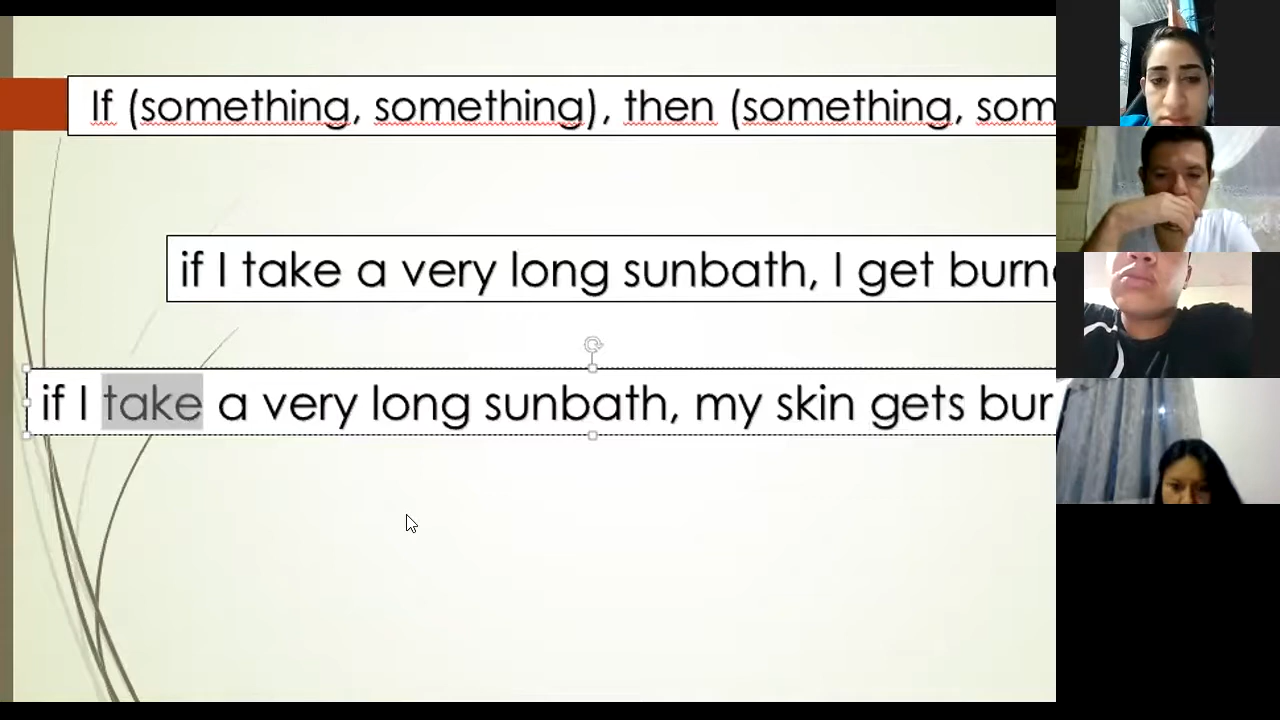 If (something, something), then (something, som
if I take a very long sunbath, I get burn
if I take a very long sunbath, my skin gets bur